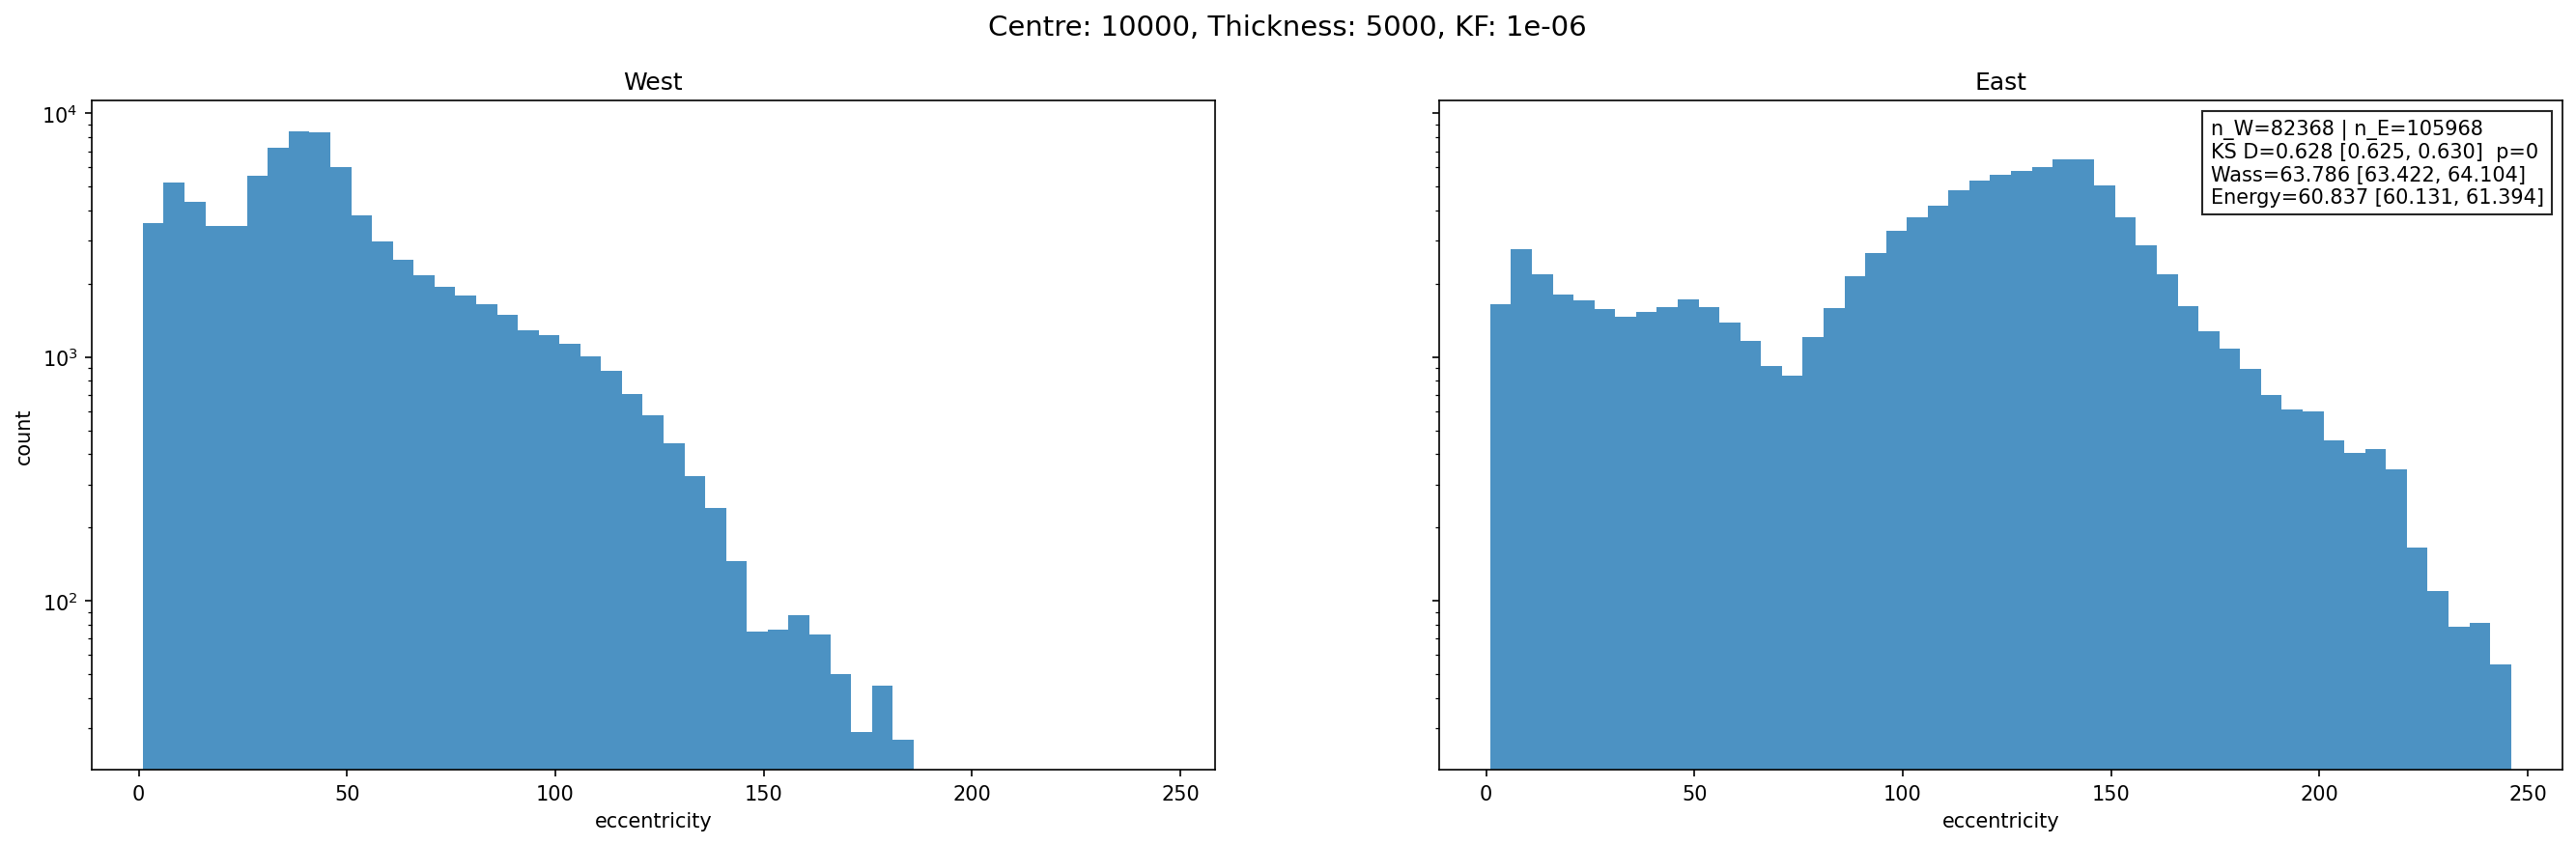 Centre: 10000, Thickness: 5000, KF: 1e-06
West
10⁴
10³
10²
count
0 50 100 150 200 250
eccentricity
East
n_W=82368 | n_E=105968
KS D=0.628 [0.625, 0.630]  p=0
Wass=63.786 [63.422, 64.104]
Energy=60.837 [60.131, 61.394]
0 50 100 150 200 250
eccentricity